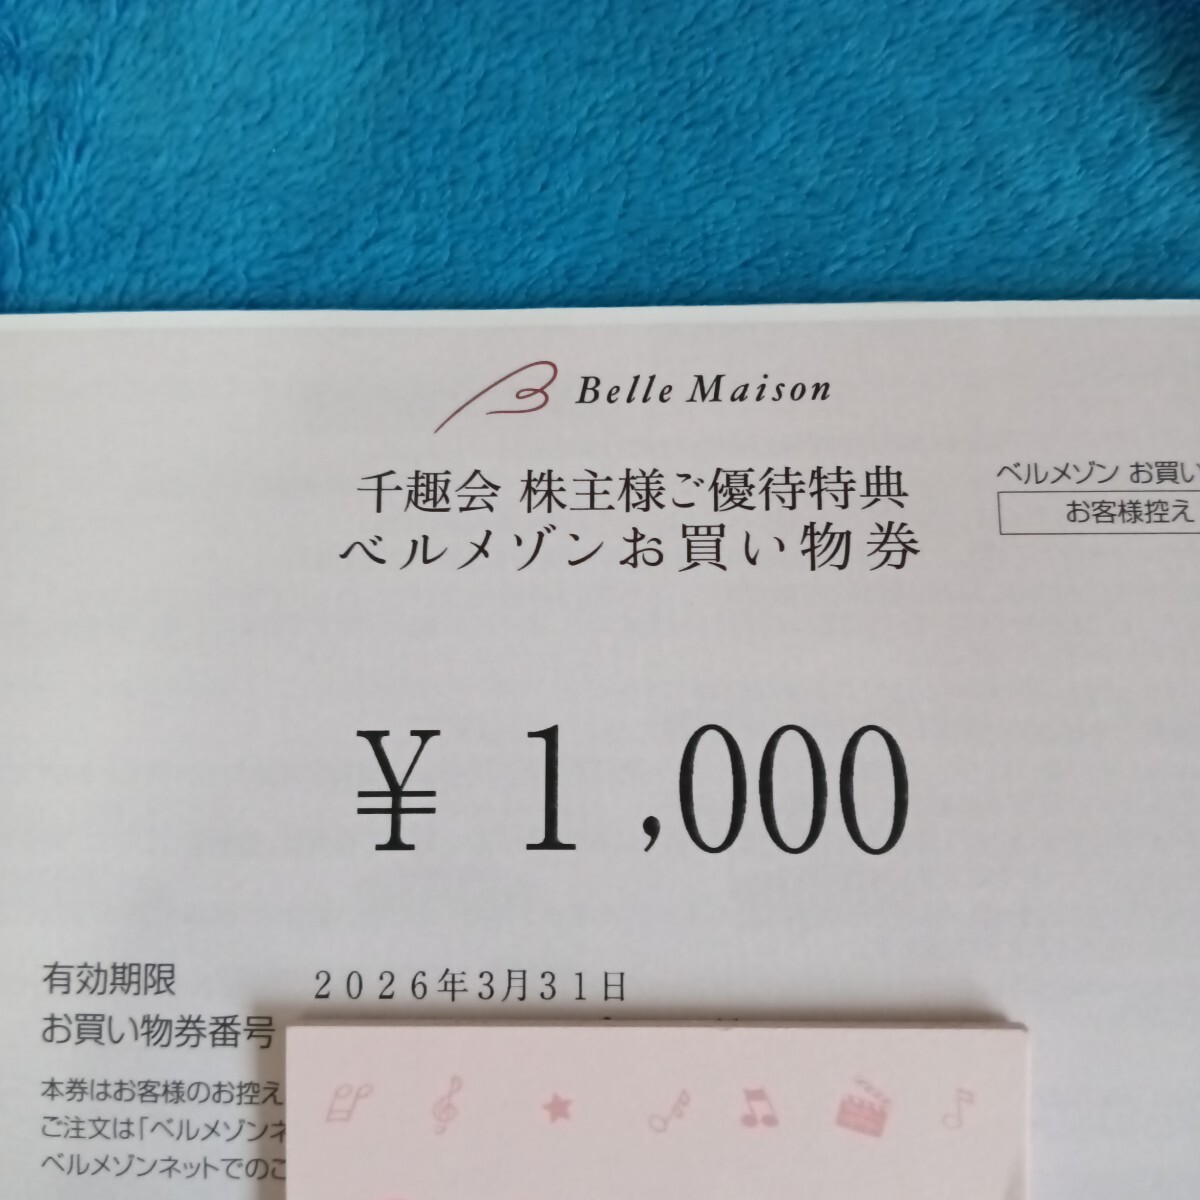 Belle Maison
千趣会 株主様ご優待特典
ベルメゾンお買い物券
ベルメゾン お買い
お客様控え
¥ 1,000
有効期限 2026年3月31日
お買い物券番号
本券はお客様のお控え
ご注文は「ベルメゾンネ
ベルメゾンネットでのご